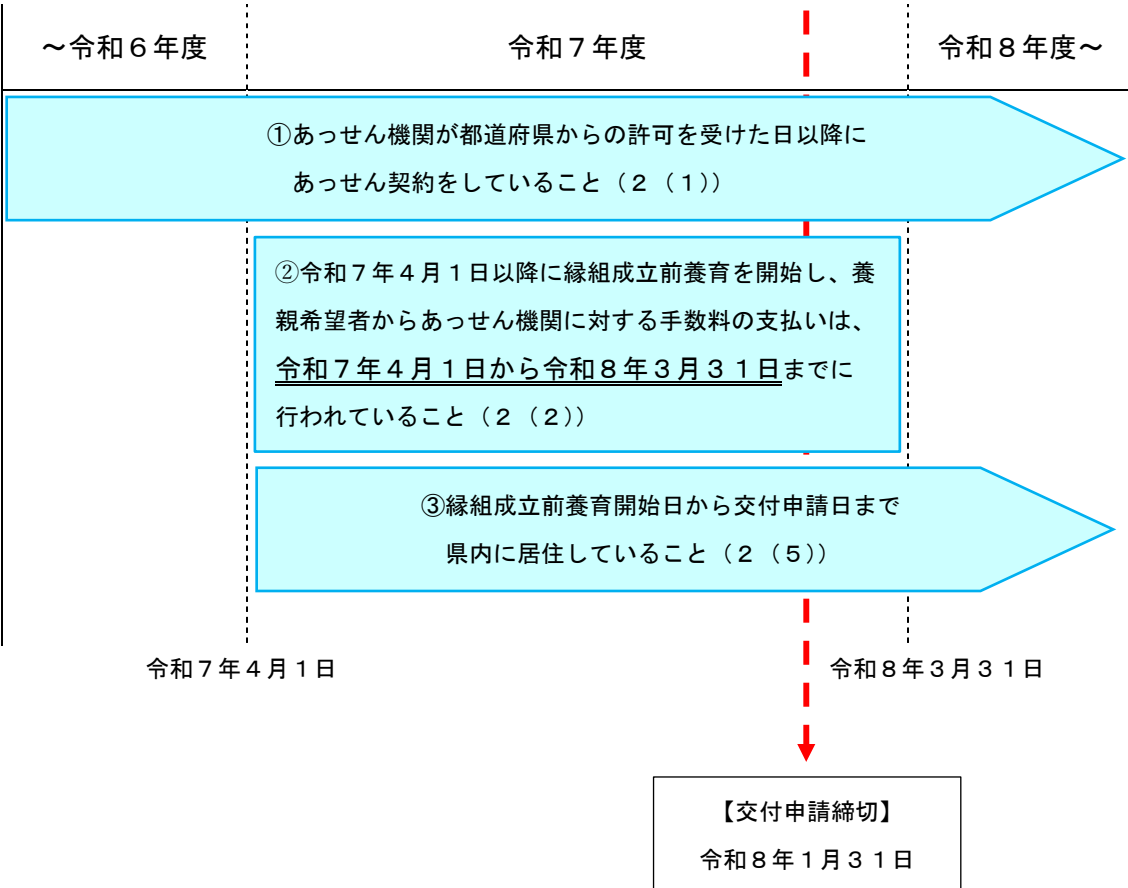 ～令和６年度
令和７年度
令和８年度～
①あっせん機関が都道府県からの許可を受けた日以降に
あっせん契約をしていること（２（１））
②令和７年４月１日以降に縁組成立前養育を開始し、養
親希望者からあっせん機関に対する手数料の支払いは、
令和７年４月１日から令和８年３月３１日までに
行われていること（２（２））
③縁組成立前養育開始日から交付申請日まで
県内に居住していること（２（５））
令和７年４月１日
令和８年３月３１日
【交付申請締切】
令和８年１月３１日